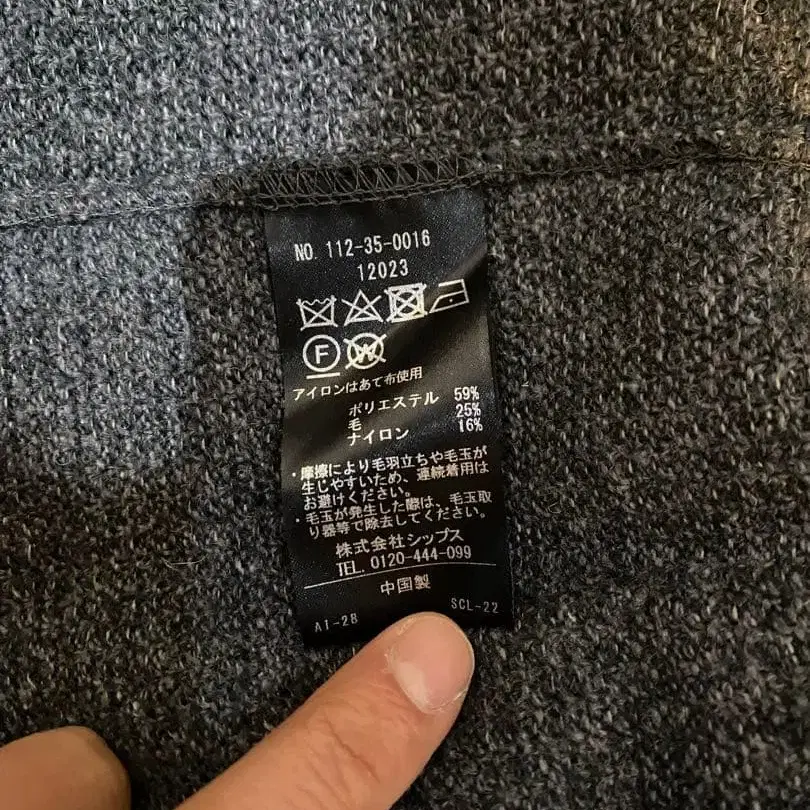 NO. 112-35-0016
12023
F W
アイロンはあて布使用
ポリエステル 59%
毛 25%
ナイロン 16%
・摩擦により毛羽立ちや毛玉が
生じやすいため、連続着用は
お避けください。
・毛玉が発生した際は、毛玉取
り器等で除去してください。
株式会社シップス
TEL. 0120-444-099
中国製
A1-28 SCL-22